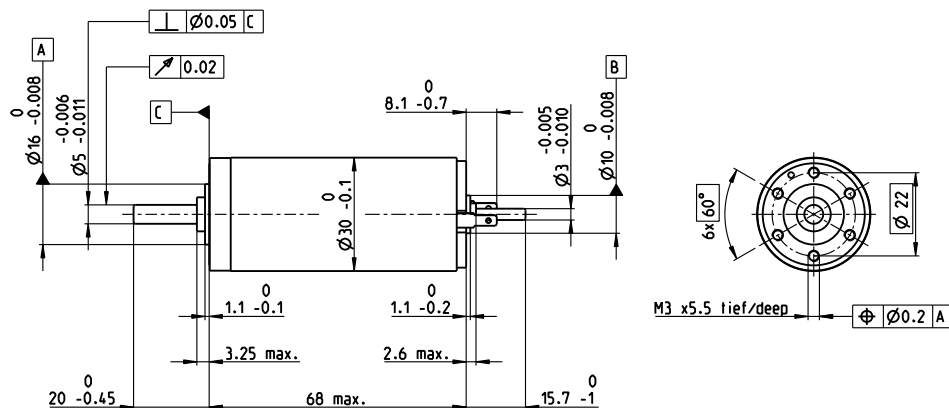 ⊥ Ø0.05 C
A
↗ 0.02
B
C
0
8.1 -0.7
0
Ø16 -0.008
-0.006
Ø5 -0.011
-0.005
Ø3 -0.010
0
Ø10 -0.008
0
Ø30 -0.1
6x 60°
Ø 22
0
1.1 -0.1
0
1.1 -0.2
M3 x5.5 tief/deep
⌖ Ø0.2 A
3.25 max.
2.6 max.
0
20 -0.45
68 max.
0
15.7 -1